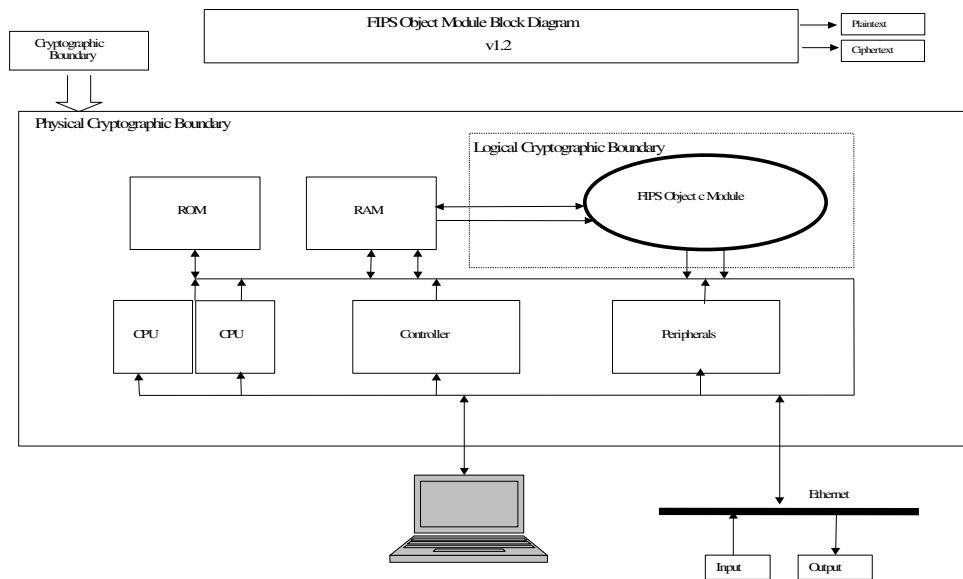 FIPS Object Module Block Diagram
v1.2
Plaintext
Ciphertext
Cryptographic
Boundary
Physical Cryptographic Boundary
Logical Cryptographic Boundary
ROM
RAM
FIPS Object c Module
CPU
CPU
Controller
Peripherals
Ethernet
Input
Output